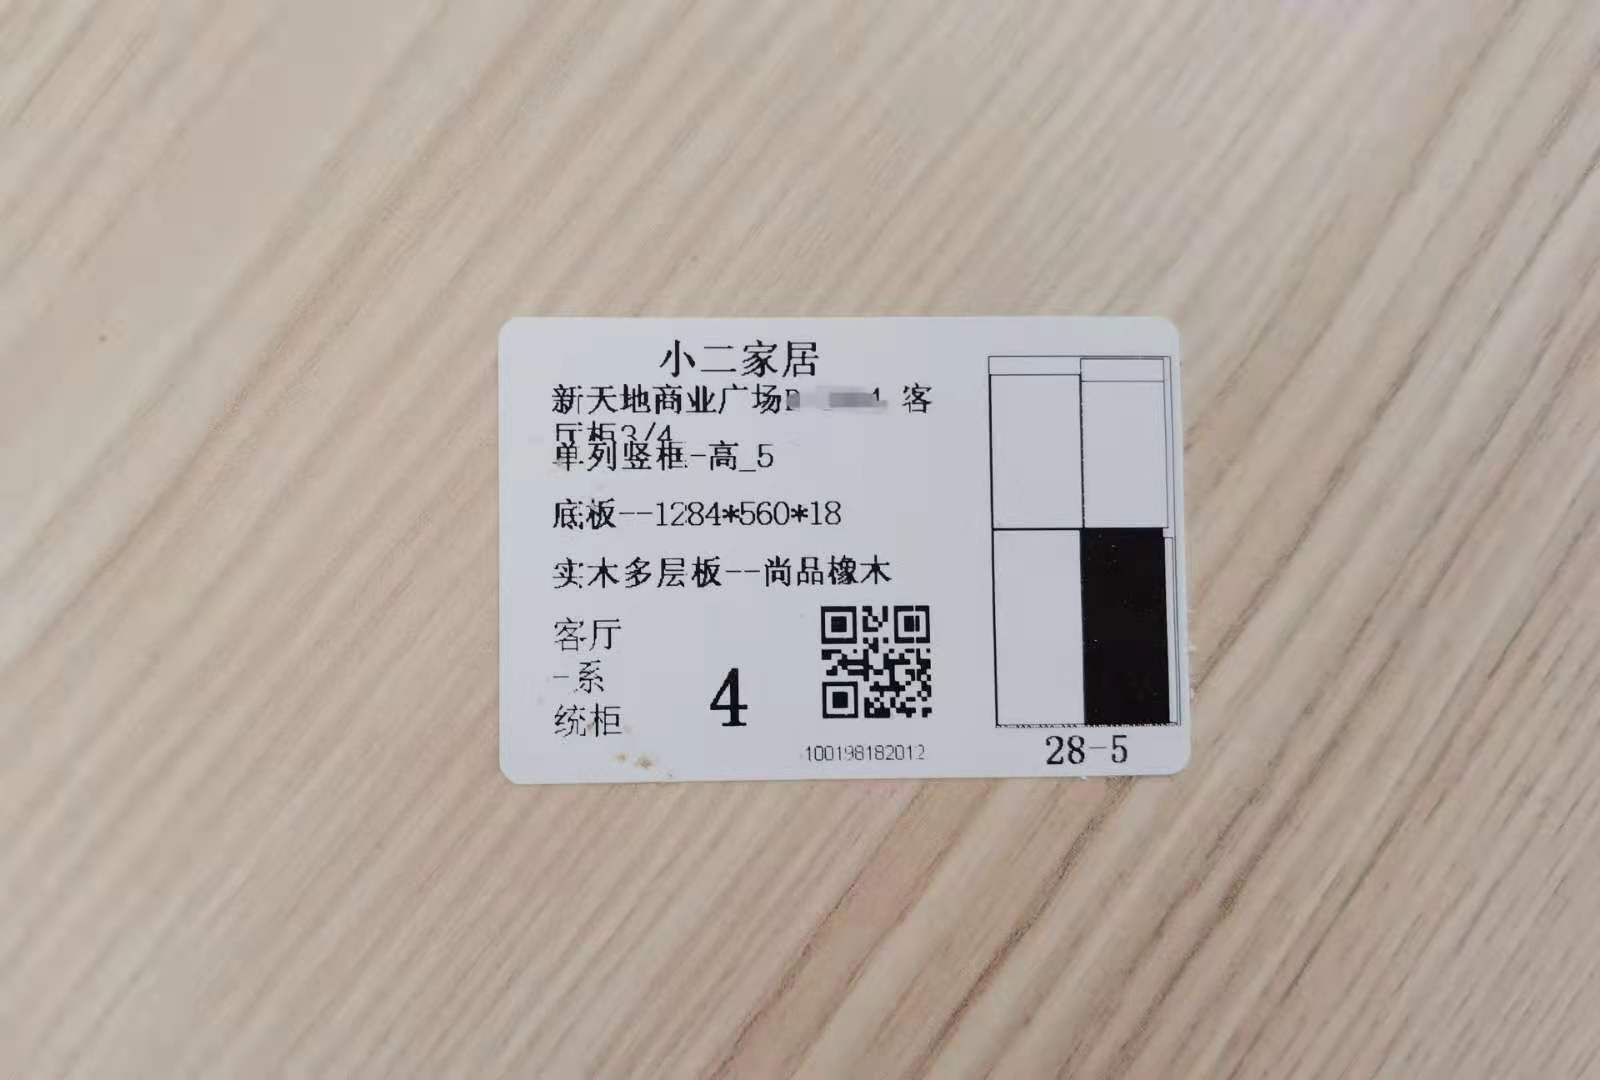 小二家居
新天地商业广场 客
厅柜3/4
单列竖框-高_5
底板--1284*560*18
实木多层板--尚品橡木
客厅
-系
统柜
4
100198182012
28-5